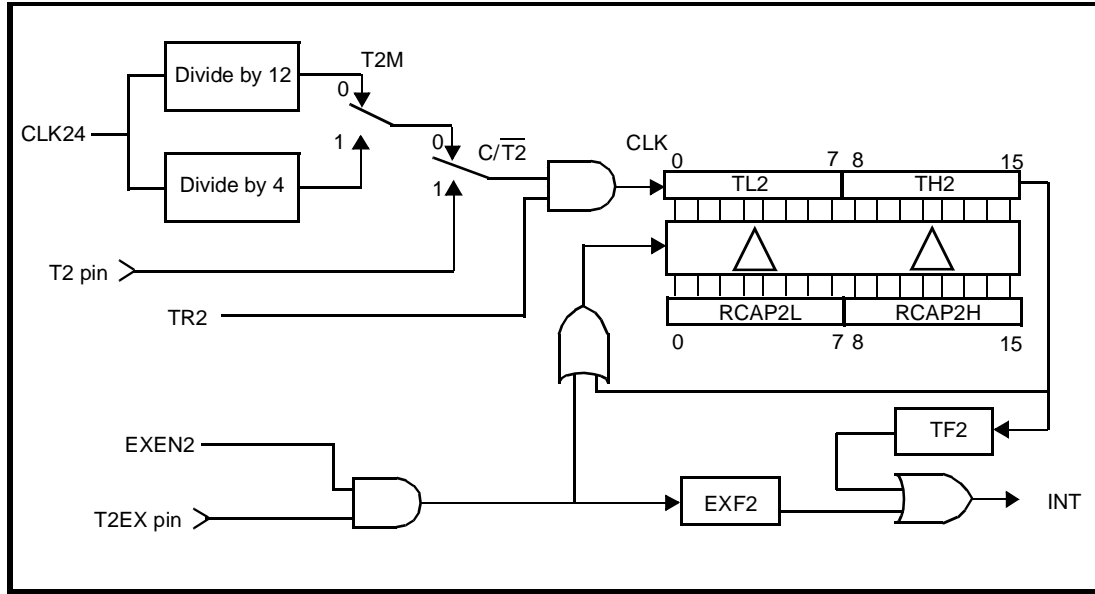 Divide by 12
T2M
0
CLK24
1
0
C/T2
CLK
0
7 8
15
Divide by 4
1
TL2
TH2
T2 pin
TR2
RCAP2L
RCAP2H
0
7 8
15
TF2
EXEN2
T2EX pin
EXF2
INT